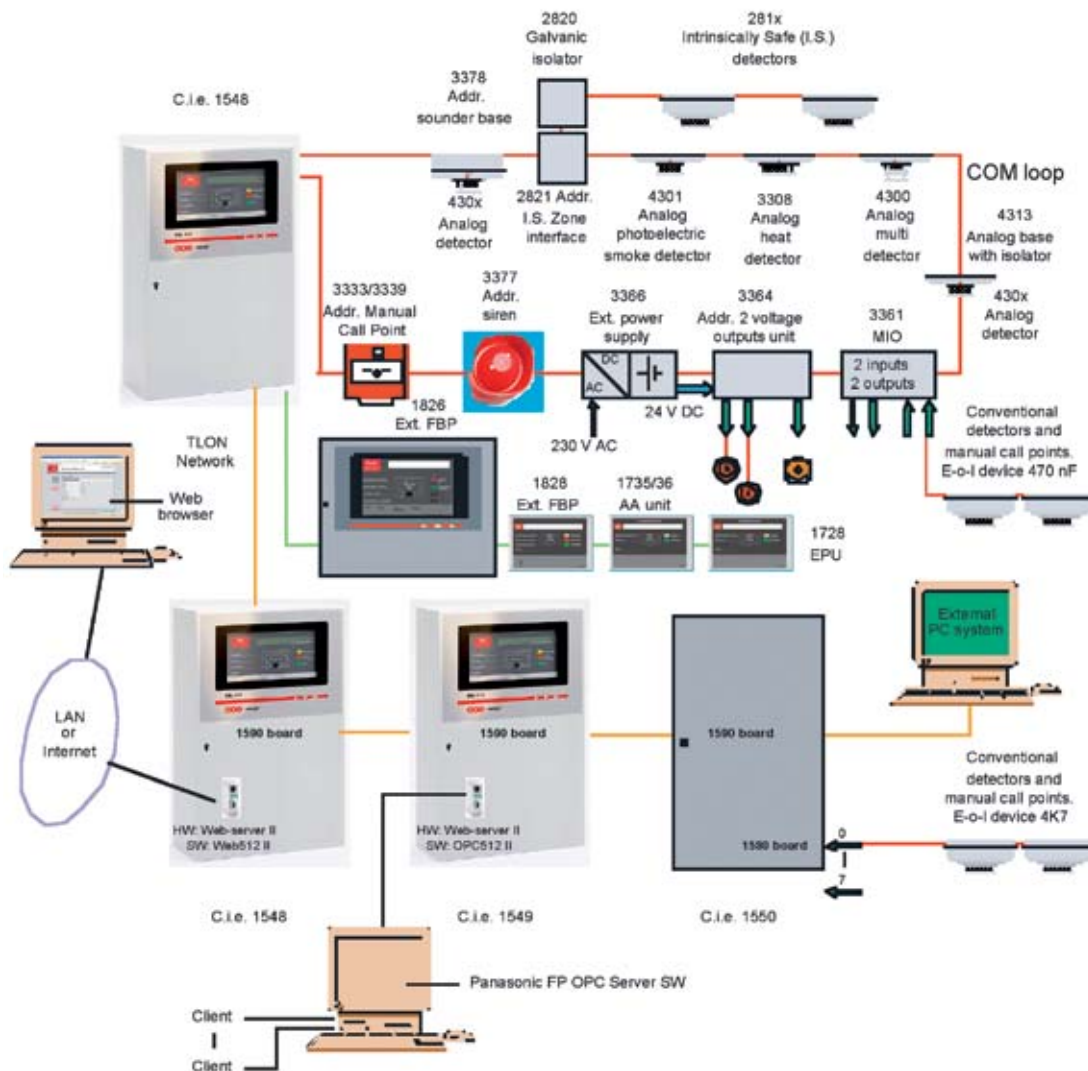 2820
Galvanic
isolator
281x
Intrinsically Safe (I.S.)
detectors
3378
Addr.
sounder base
C.i.e. 1548
COM loop
430x
Analog
detector
2821 Addr.
I.S. Zone
interface
4301
Analog
photoelectric
smoke detector
3308
Analog
heat
detector
4300
Analog
multi
detector
4313
Analog base
with isolator
430x
Analog
detector
3333/3339
Addr. Manual
Call Point
3377
Addr.
siren
3366
Ext. power
supply
DC
AC
3364
Addr. 2 voltage
outputs unit
3361
MIO
2 inputs
2 outputs
24 V DC
230 V AC
1826
Ext. FBP
Conventional
detectors and
manual call points.
E-o-l device 470 nF
TLON
Network
Web
browser
1828
Ext. FBP
1735/36
AA unit
1728
EPU
External
PC system
LAN
or
Internet
1590 board
1590 board
1590 board
HW: Web-server II
SW: Web512 II
HW: Web-server II
SW: OPC512 II
Conventional
detectors and
manual call points.
E-o-l device 4K7
1590 board
0
7
C.i.e. 1548
C.i.e. 1549
C.i.e. 1550
Panasonic FP OPC Server SW
Client
Client